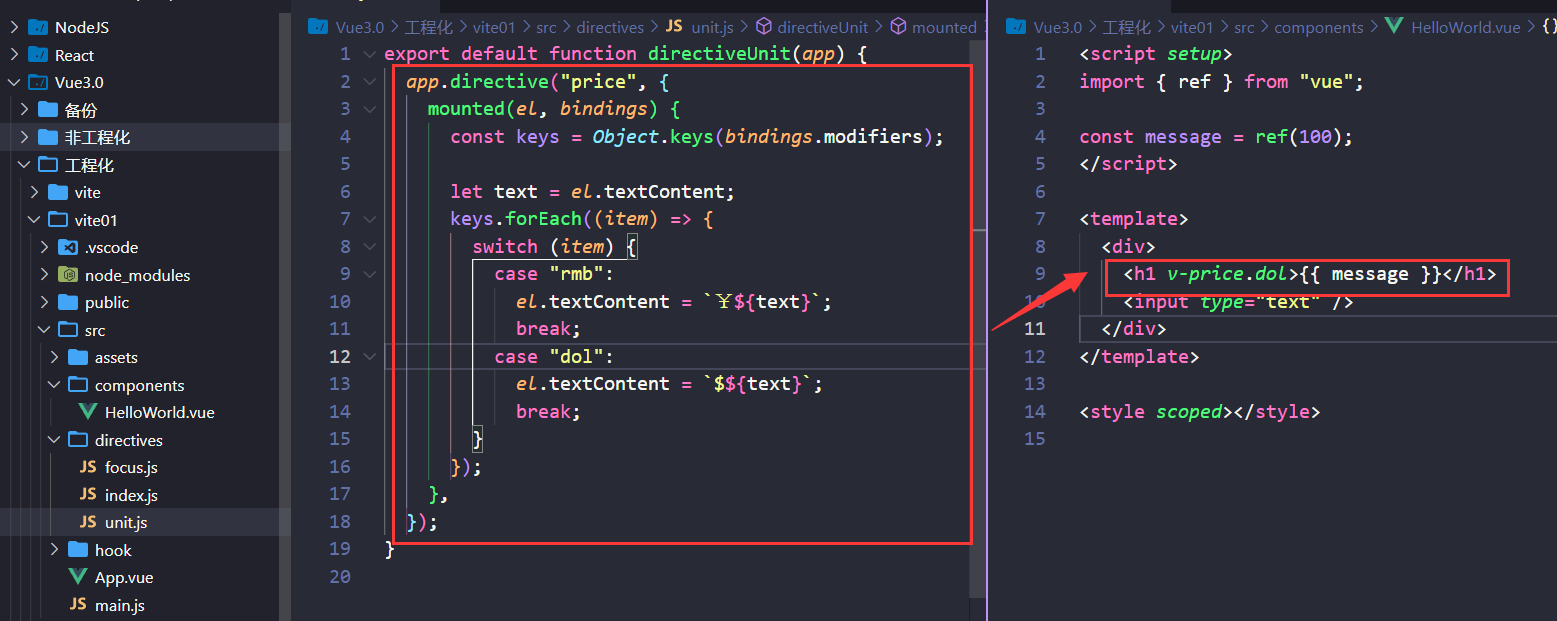 NodeJS
React
Vue3.0
备份
非工程化
工程化
vite
vite01
.vscode
node_modules
public
src
assets
components
HelloWorld.vue
directives
focus.js
index.js
unit.js
hook
App.vue
main.js
Vue3.0 > 工程化 > vite01 > src > directives > JS unit.js > directiveUnit > mounted
1 export default function directiveUnit(app) {
2 app.directive("price", {
3 mounted(el, bindings) {
4 const keys = Object.keys(bindings.modifiers);
5
6 let text = el.textContent;
7 keys.forEach((item) => {
8 switch (item) {
9 case "rmb":
10 el.textContent = `¥${text}`;
11 break;
12 case "dol":
13 el.textContent = `$${text}`;
14 break;
15 }
16 });
17 },
18 });
19 }
20
Vue3.0 > 工程化 > vite01 > src > components > HelloWorld.vue > {}
1 <script setup>
2 import { ref } from "vue";
3
4 const message = ref(100);
5 </script>
6
7 <template>
8 <div>
9 <h1 v-price.dol>{{ message }}</h1>
10 <input type="text" />
11 </div>
12 </template>
13
14 <style scoped></style>
15